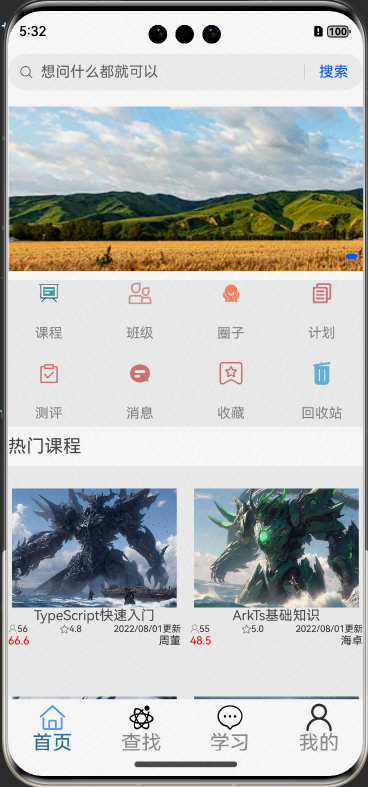 5:32
100
想问什么都就可以 搜索
课程 班级 圈子 计划
测评 消息 收藏 回收站
热门课程
TypeScript快速入门 ArkTs基础知识
56 4.8 2022/08/01更新 55 5.0 2022/08/01更新
66.6 周董 48.5 海卓
首页 查找 学习 我的